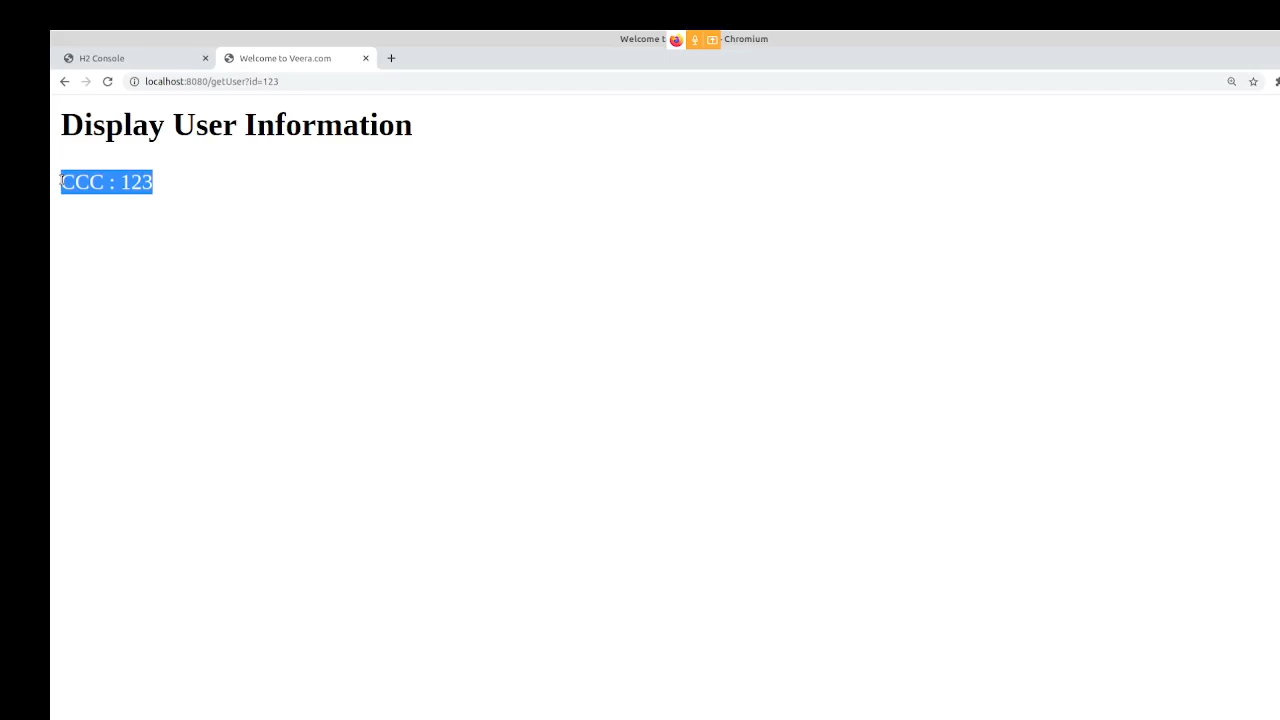 Welcome t - Chromium
H2 Console
Welcome to Veera.com
localhost:8080/getUser?id=123
Display User Information
CCC : 123